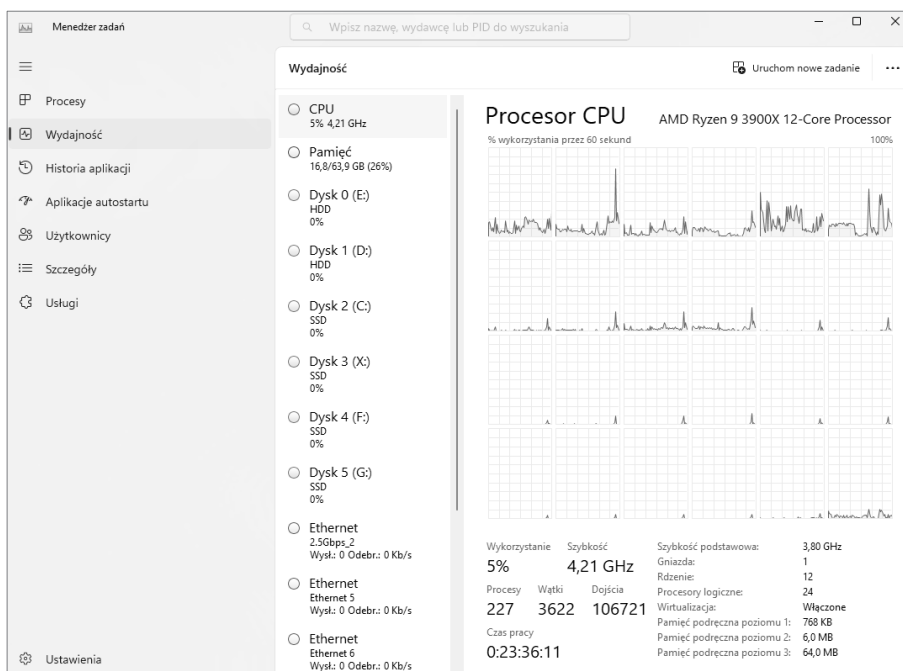 Menedżer zadań
Wpisz nazwę, wydawcę lub PID do wyszukania
Procesy
Wydajność
Historia aplikacji
Aplikacje autostartu
Użytkownicy
Szczegóły
Usługi
Ustawienia
Wydajność
Uruchom nowe zadanie
CPU
5% 4,21 GHz
Pamięć
16,8/63,9 GB (26%)
Dysk 0 (E:)
HDD
0%
Dysk 1 (D:)
HDD
0%
Dysk 2 (C:)
SSD
0%
Dysk 3 (X:)
SSD
0%
Dysk 4 (F:)
SSD
0%
Dysk 5 (G:)
SSD
0%
Ethernet
2.5Gbps_2
Wysł.: 0 Odebr.: 0 Kb/s
Ethernet
Ethernet 5
Wysł.: 0 Odebr.: 0 Kb/s
Ethernet
Ethernet 6
Wysł.: 0 Odebr.: 0 Kb/s
Procesor CPU AMD Ryzen 9 3900X 12-Core Processor
% wykorzystania przez 60 sekund 100%
Wykorzystanie Szybkość
5% 4,21 GHz
Procesy Wątki Dojścia
227 3622 106721
Czas pracy
0:23:36:11
Szybkość podstawowa: 3,80 GHz
Gniazda: 1
Rdzenie: 12
Procesory logiczne: 24
Wirtualizacja: Włączone
Pamięć podręczna poziomu 1: 768 KB
Pamięć podręczna poziomu 2: 6,0 MB
Pamięć podręczna poziomu 3: 64,0 MB